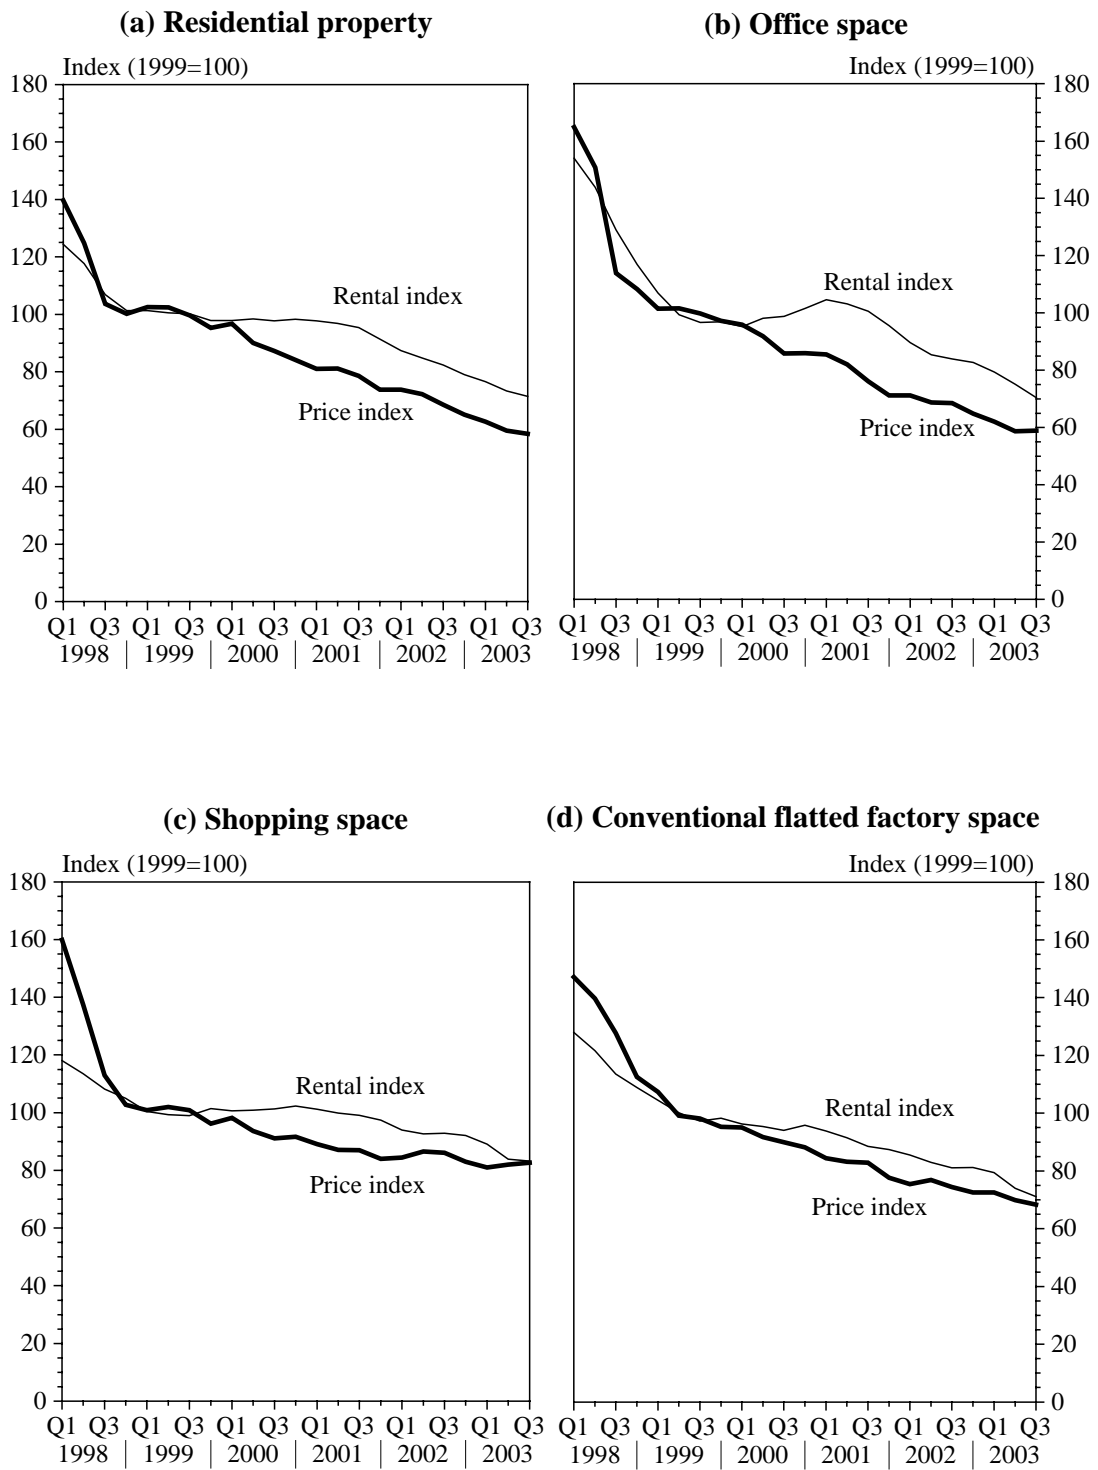 (a) Residential property
Index (1999=100)
180
160
140
120
100
80
60
40
20
0
Rental index
Price index
Q1 Q3 Q1 Q3 Q1 Q3 Q1 Q3 Q1 Q3 Q1 Q3
1998 1999 2000 2001 2002 2003
(b) Office space
Index (1999=100)
180
160
140
120
100
80
60
40
20
0
Rental index
Price index
Q1 Q3 Q1 Q3 Q1 Q3 Q1 Q3 Q1 Q3 Q1 Q3
1998 1999 2000 2001 2002 2003
(c) Shopping space
Index (1999=100)
180
160
140
120
100
80
60
40
20
0
Rental index
Price index
Q1 Q3 Q1 Q3 Q1 Q3 Q1 Q3 Q1 Q3 Q1 Q3
1998 1999 2000 2001 2002 2003
(d) Conventional flatted factory space
Index (1999=100)
180
160
140
120
100
80
60
40
20
0
Rental index
Price index
Q1 Q3 Q1 Q3 Q1 Q3 Q1 Q3 Q1 Q3 Q1 Q3
1998 1999 2000 2001 2002 2003